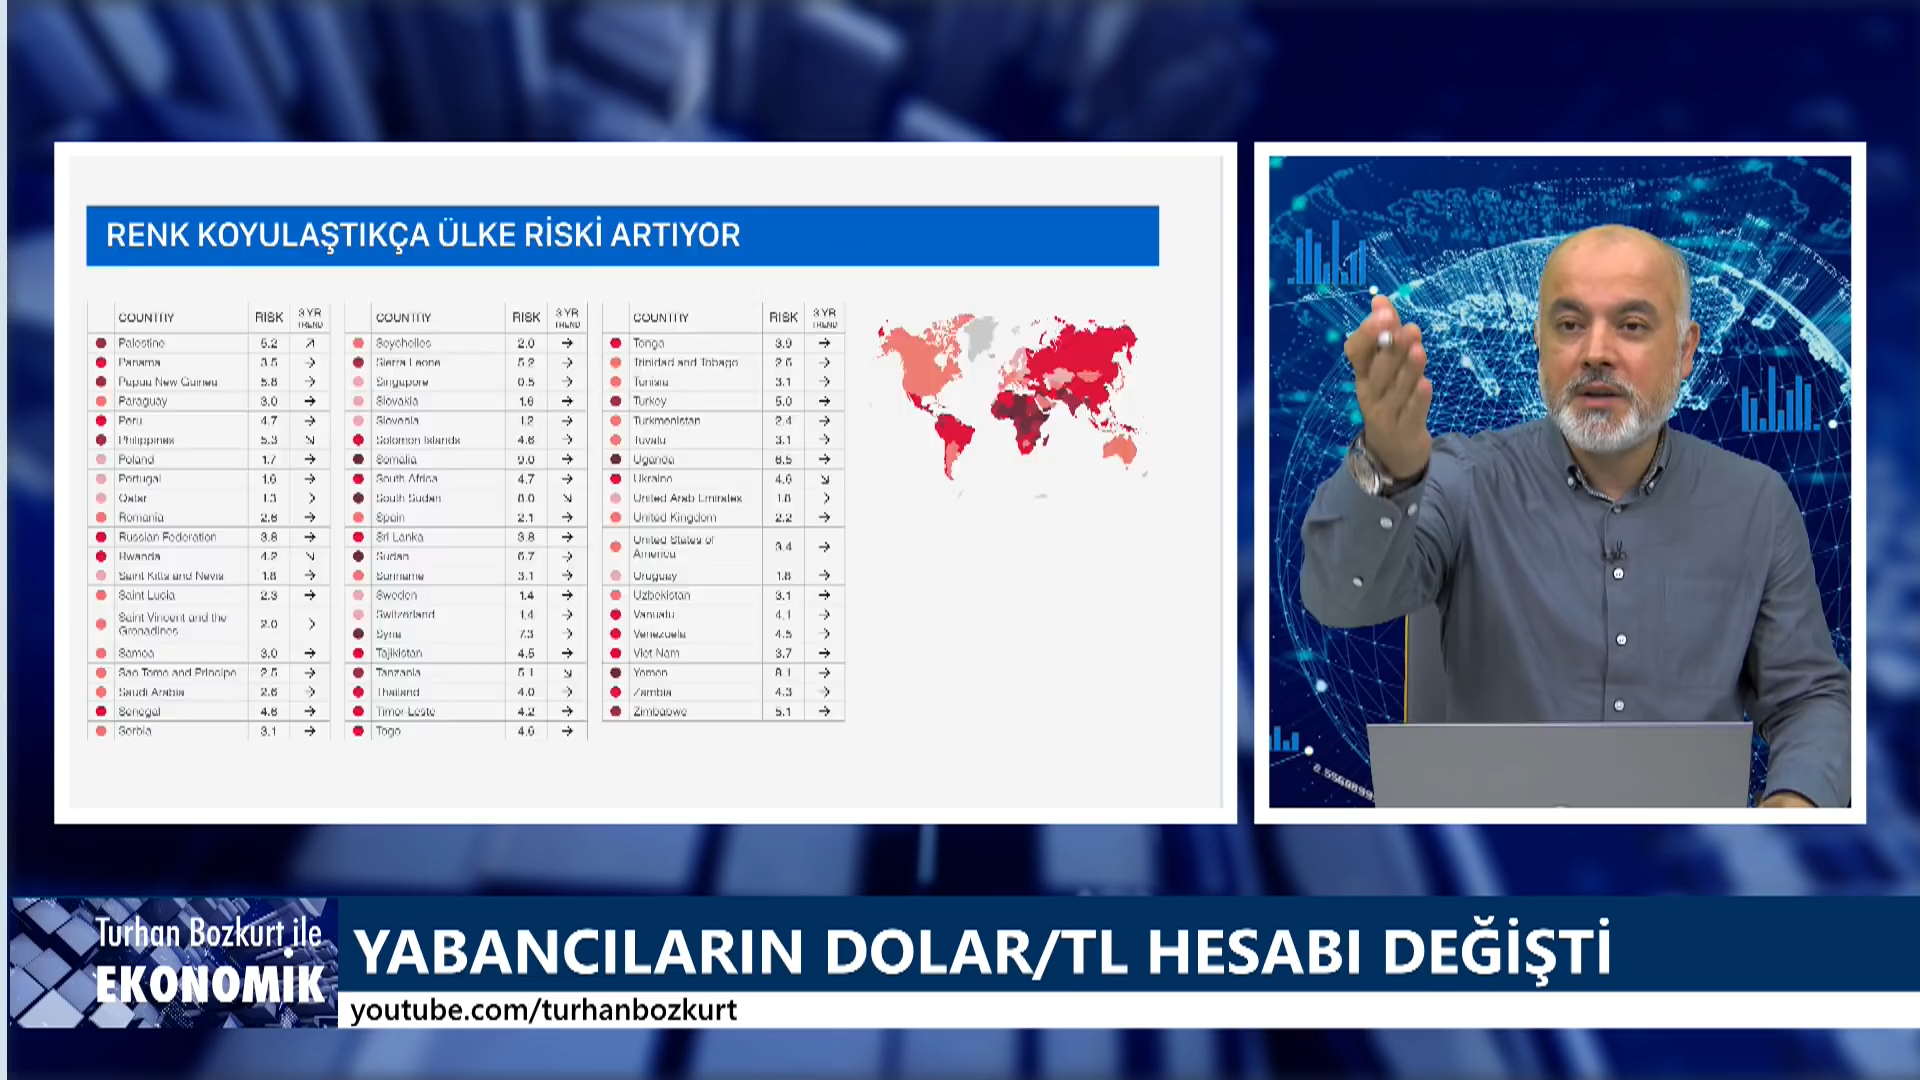 RENK KOYULAŞTIKÇA ÜLKE RİSKİ ARTIYOR
COUNTRY RISK 3 YR TREND
Palestine 5.2
Panama 3.5
Papua New Guinea 5.8
Paraguay 3.0
Peru 4.7
Philippines 5.3
Poland 1.7
Portugal 1.6
Qatar 1.3
Romania 2.6
Russian Federation 3.8
Rwanda 4.2
Saint Kitts and Nevis 1.8
Saint Lucia 2.3
Saint Vincent and the
Grenadines 2.0
Samoa 3.0
Sao Tome and Principe 2.5
Saudi Arabia 2.6
Senegal 4.6
Serbia 3.1
COUNTRY RISK 3 YR TREND
Seychelles 2.0
Sierra Leone 5.2
Singapore 0.5
Slovakia 1.8
Slovenia 1.2
Solomon Islands 4.6
Somalia 9.0
South Africa 4.7
South Sudan 8.0
Spain 2.1
Sri Lanka 3.8
Sudan 6.7
Suriname 3.1
Sweden 1.4
Switzerland 1.4
Syria 7.3
Tajikistan 4.5
Tanzania 5.1
Thailand 4.0
Timor Leste 4.2
Togo 4.6
COUNTRY RISK 3 YR TREND
Tonga 3.9
Trinidad and Tobago 2.6
Tunisia 3.1
Turkey 5.0
Turkmenistan 2.4
Tuvalu 3.1
Uganda 6.5
Ukraine 4.6
United Arab Emirates 1.8
United Kingdom 2.2
United States of
America 3.4
Uruguay 1.8
Uzbekistan 3.1
Vanuatu 4.1
Venezuela 4.5
Viet Nam 3.7
Yemen 8.1
Zambia 4.3
Zimbabwe 5.1
Turhan Bozkurt ile
EKONOMİK
YABANCILARIN DOLAR/TL HESABI DEĞİŞTİ
youtube.com/turhanbozkurt